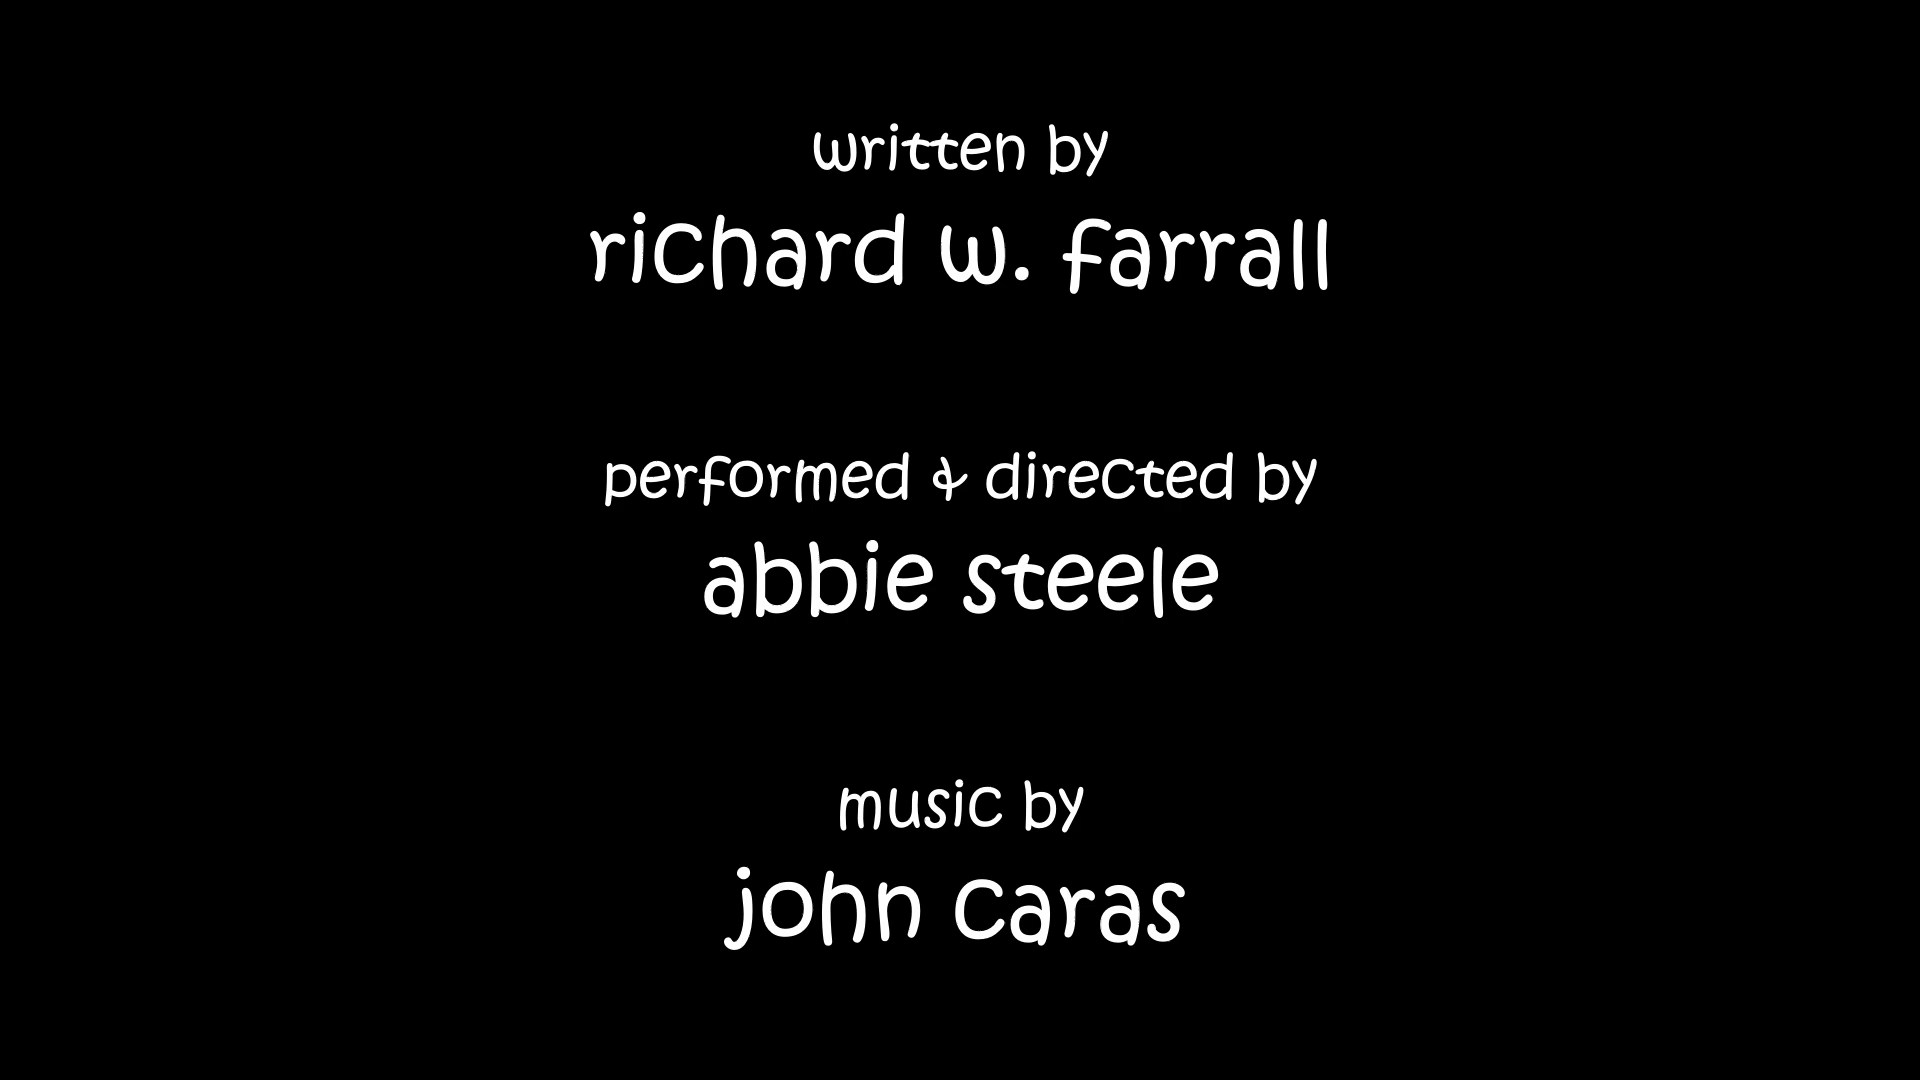 written by
richard w. farrall
performed & directed by
abbie steele
music by
john caras